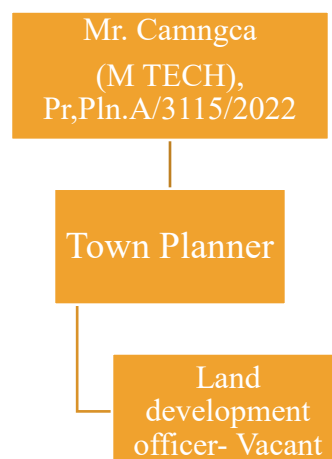 Mr. Camngca
(M TECH),
Pr,Pln.A/3115/2022
Town Planner
Land
development
officer- Vacant